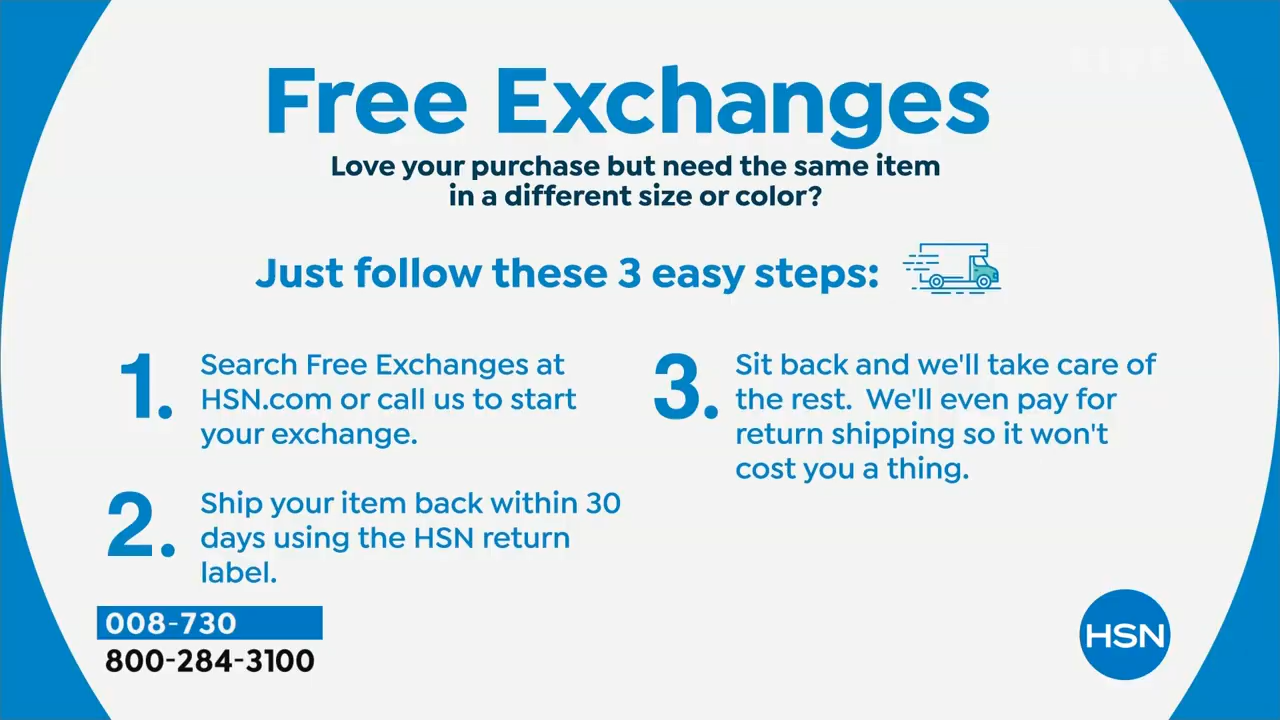 Free Exchanges
Love your purchase but need the same item
in a different size or color?
Just follow these 3 easy steps:
1.
Search Free Exchanges at
HSN.com or call us to start
your exchange.
2.
Ship your item back within 30
days using the HSN return
label.
3.
Sit back and we'll take care of
the rest.  We'll even pay for
return shipping so it won't
cost you a thing.
008-730
800-284-3100
HSN